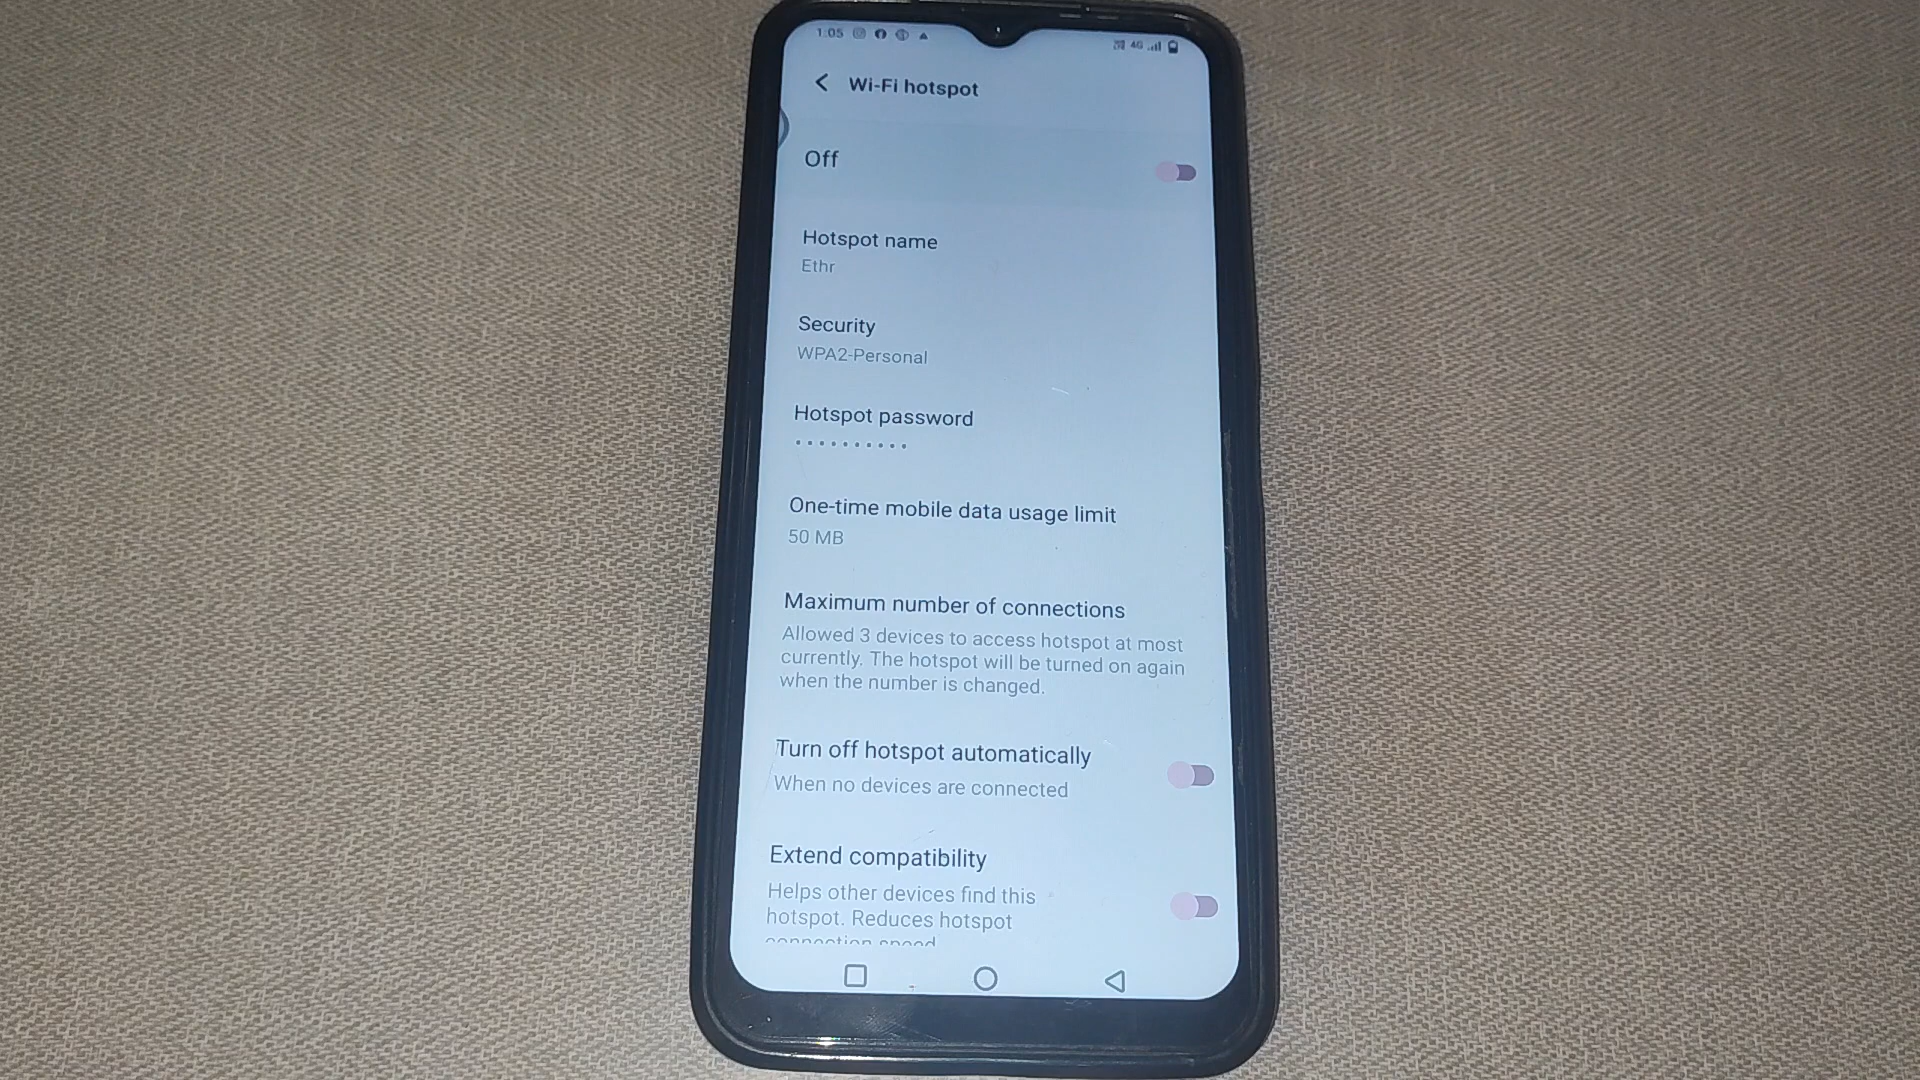 1:05
4G
Wi-Fi hotspot
Off
Hotspot name
Ethr
Security
WPA2-Personal
Hotspot password
••••••••••
One-time mobile data usage limit
50 MB
Maximum number of connections
Allowed 3 devices to access hotspot at most
currently. The hotspot will be turned on again
when the number is changed.
Turn off hotspot automatically
When no devices are connected
Extend compatibility
Helps other devices find this
hotspot. Reduces hotspot
connection speed